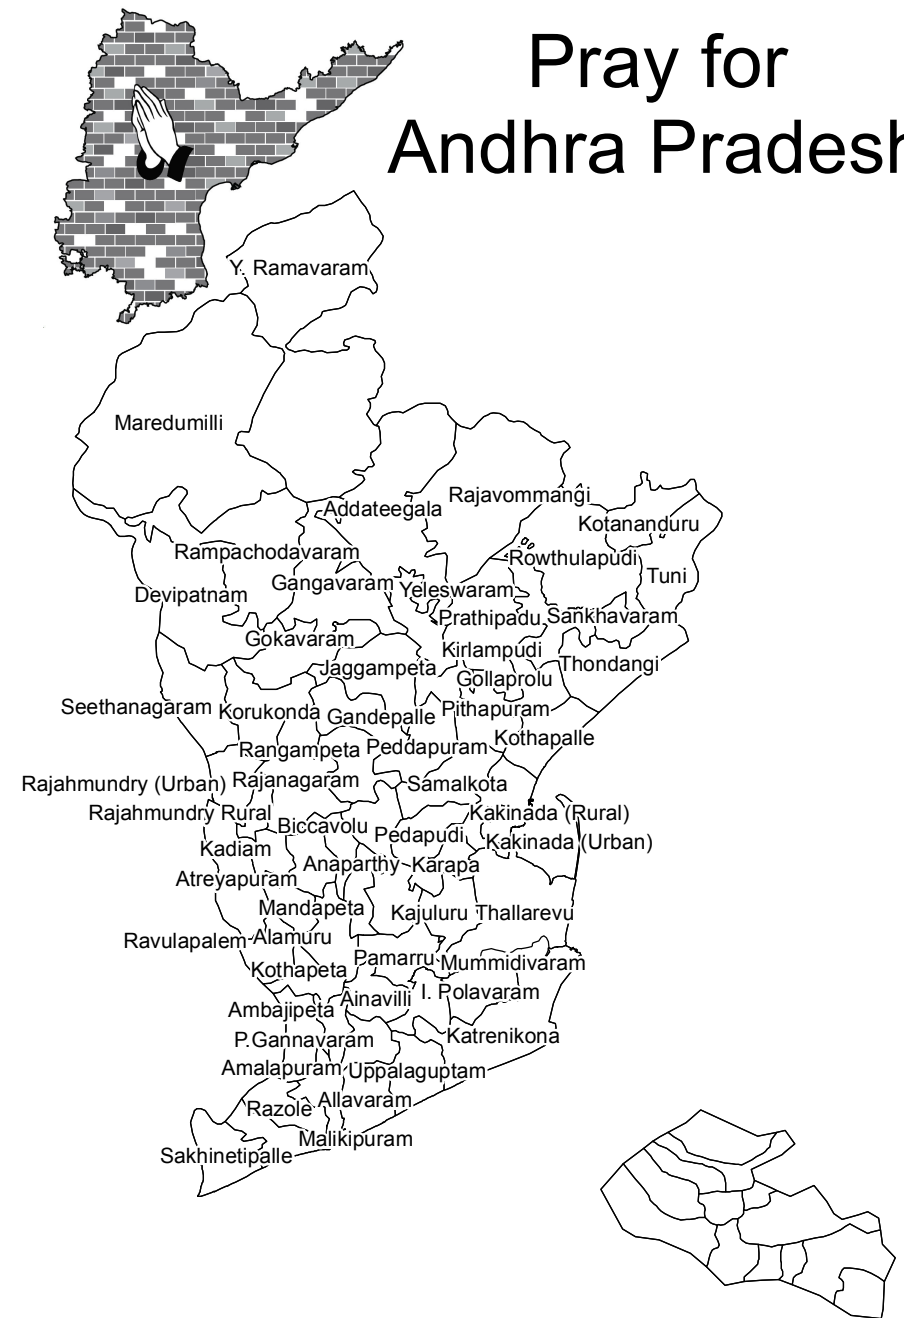 Pray for
Andhra Pradesh
Y. Ramavaram
Maredumilli
Rajavommangi
Addateegala
Kotananduru
Rampachodavaram
Rowthulapudi
Tuni
Gangavaram
Yeleswaram
Devipatnam
Prathipadu
Sankhavaram
Gokavaram
Kirlampudi
Jaggampeta
Thondangi
Gollaprolu
Seethanagaram
Korukonda
Gandepalle
Pithapuram
Rangampeta
Peddapuram
Kothapalle
Rajahmundry (Urban)
Rajanagaram
Samalkota
Rajahmundry Rural
Kakinada (Rural)
Biccavolu
Pedapudi
Kakinada (Urban)
Kadiam
Anaparthy
Karapa
Atreyapuram
Mandapeta
Kajuluru
Thallarevu
Ravulapalem
Alamuru
Pamarru
Mummidivaram
Kothapeta
Ainavilli
I. Polavaram
Ambajipeta
P.Gannavaram
Katrenikona
Amalapuram
Uppalaguptam
Razole
Allavaram
Malikipuram
Sakhinetipalle